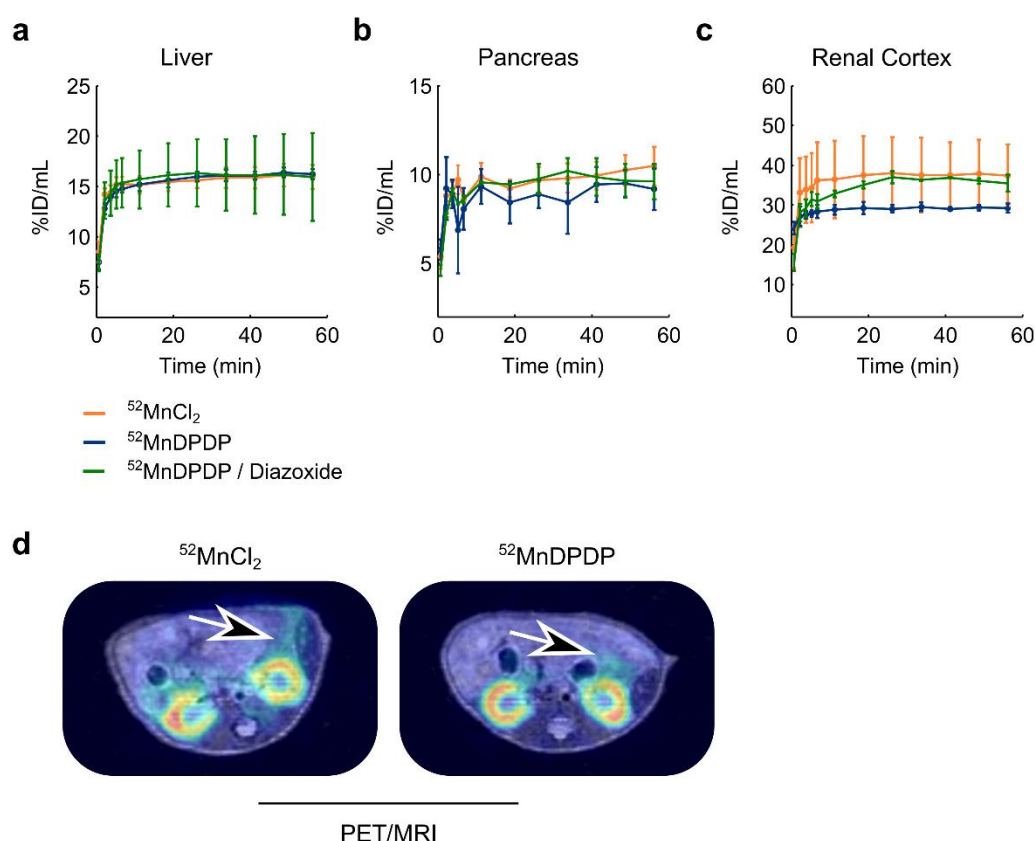 a
Liver
%ID/mL
25
20
15
10
5
0 20 40 60
Time (min)
b
Pancreas
%ID/mL
15
10
5
0 20 40 60
Time (min)
c
Renal Cortex
%ID/mL
60
50
40
30
20
10
0 20 40 60
Time (min)
⁵²MnCl₂
⁵²MnDPDP
⁵²MnDPDP / Diazoxide
d
⁵²MnCl₂
⁵²MnDPDP
PET/MRI